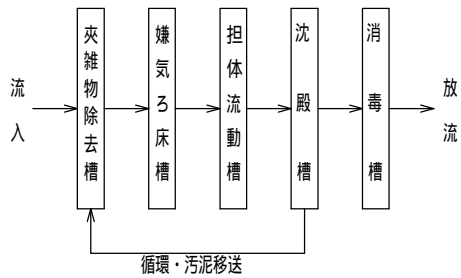 流入
夾雑物除去槽
嫌気ろ床槽
担体流動槽
沈殿槽
消毒槽
放流
循環・汚泥移送